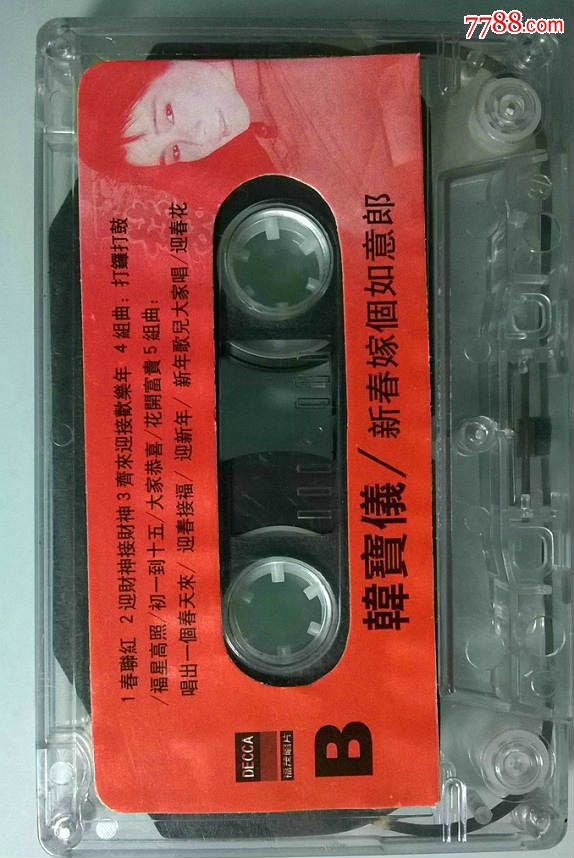 7788.com
韓寶儀/新春嫁個如意郎
1春聯紅 2迎財神接財神3齊來迎接歡樂年 4組曲：打鑼打鼓
/福星高照/初一到十五/大家恭喜/花開富貴5組曲：
唱出一個春天來/ 迎春接福/ 迎新年/ 新年歌兒大家唱/迎春花
DECCA
福茂唱片
B